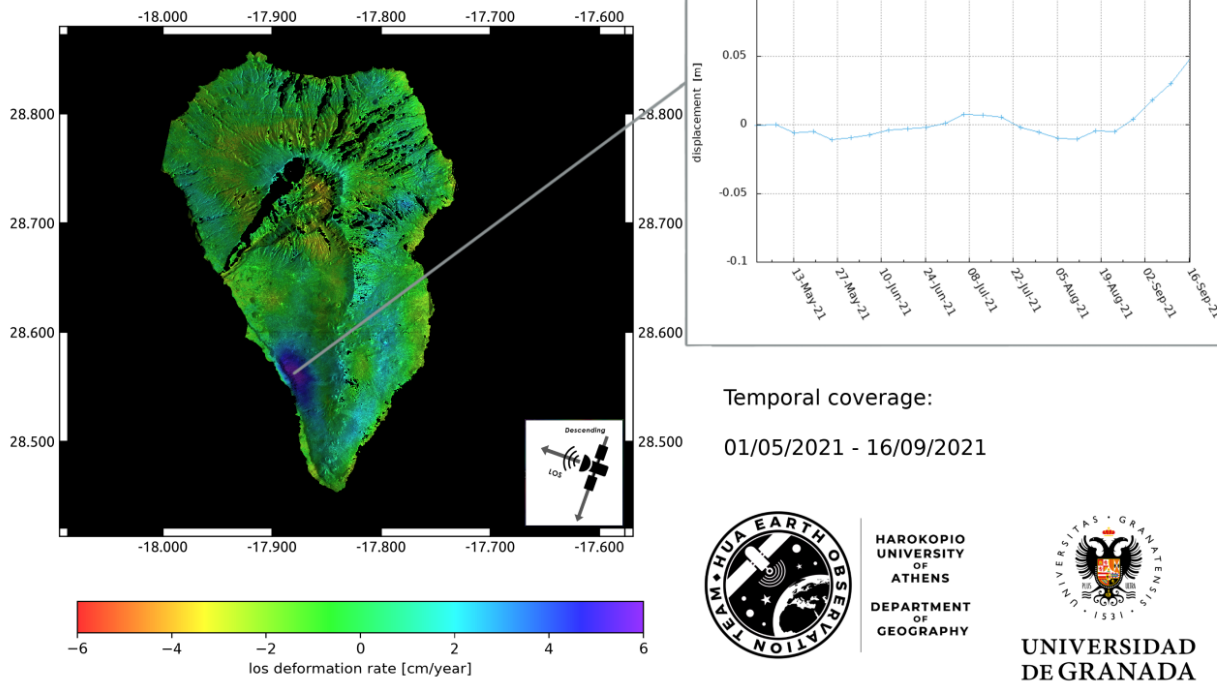 -18.000 -17.900 -17.800 -17.700 -17.600
28.800 28.800
28.700 28.700
28.600 28.600
28.500 28.500
-18.000 -17.900 -17.800 -17.700 -17.600
Descending
LOS
−6 −4 −2 0 2 4 6
los deformation rate [cm/year]
displacement [m]
0.05
0
-0.05
-0.1
13-May-21 27-May-21 10-Jun-21 24-Jun-21 08-Jul-21 22-Jul-21 05-Aug-21 19-Aug-21 02-Sep-21 16-Sep-21
Temporal coverage:
01/05/2021 - 16/09/2021
HUA EARTH OBSERVATION TEAM
HAROKOPIO
UNIVERSITY
OF
ATHENS
DEPARTMENT
OF
GEOGRAPHY
UNIVERSITAS · GRANATENSIS
PLUS ULTRA
· 1531 ·
UNIVERSIDAD
DE GRANADA